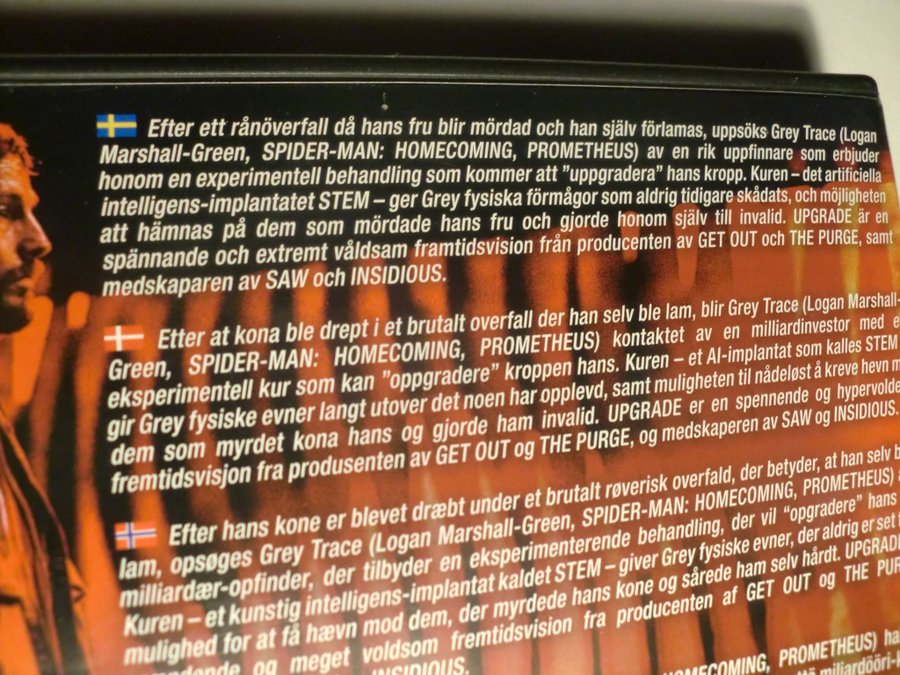 Efter ett rånöverfall då hans fru blir mördad och han själv förlamas, uppsöks Grey Trace (Logan
Marshall-Green, SPIDER-MAN: HOMECOMING, PROMETHEUS) av en rik uppfinnare som erbjuder
honom en experimentell behandling som kommer att ”uppgradera” hans kropp. Kuren – det artificiella
intelligens-implantatet STEM – ger Grey fysiska förmågor som aldrig tidigare skådats, och möjligheten
att hämnas på dem som mördade hans fru och gjorde honom själv till invalid. UPGRADE är en
spännande och extremt våldsam framtidsvision från producenten av GET OUT och THE PURGE, samt
medskaparen av SAW och INSIDIOUS.
Etter at kona ble drept i et brutalt overfall der han selv ble lam, blir Grey Trace (Logan Marshall-
Green, SPIDER-MAN: HOMECOMING, PROMETHEUS) kontaktet av en milliardinvestor med e
eksperimentell kur som kan ”oppgradere” kroppen hans. Kuren – et AI-implantat som kalles STEM
gir Grey fysiske evner langt utover det noen har opplevd, samt muligheten til nådeløst å kreve hevn m
dem som myrdet kona hans og gjorde ham invalid. UPGRADE er en spennende og hypervolde
fremtidsvisjon fra produsenten av GET OUT og THE PURGE, og medskaperen av SAW og INSIDIOUS.
Efter hans kone er blevet dræbt under et brutalt røverisk overfald, der betyder, at han selv b
lam, opsøges Grey Trace (Logan Marshall-Green, SPIDER-MAN: HOMECOMING, PROMETHEUS)
milliardær-opfinder, der tilbyder en eksperimenterende behandling, der vil ”opgradere” hans
Kuren – et kunstig intelligens-implantat kaldet STEM – giver Grey fysiske evner, der aldrig er set f
mulighed for at få hævn mod dem, der myrdede hans kone og sårede ham selv hårdt. UPGRAD
og meget voldsom fremtidsvision fra producenten af GET OUT og THE PUR
INSIDIOUS.
HOMECOMING, PROMETHEUS) ha
miljardööri-k